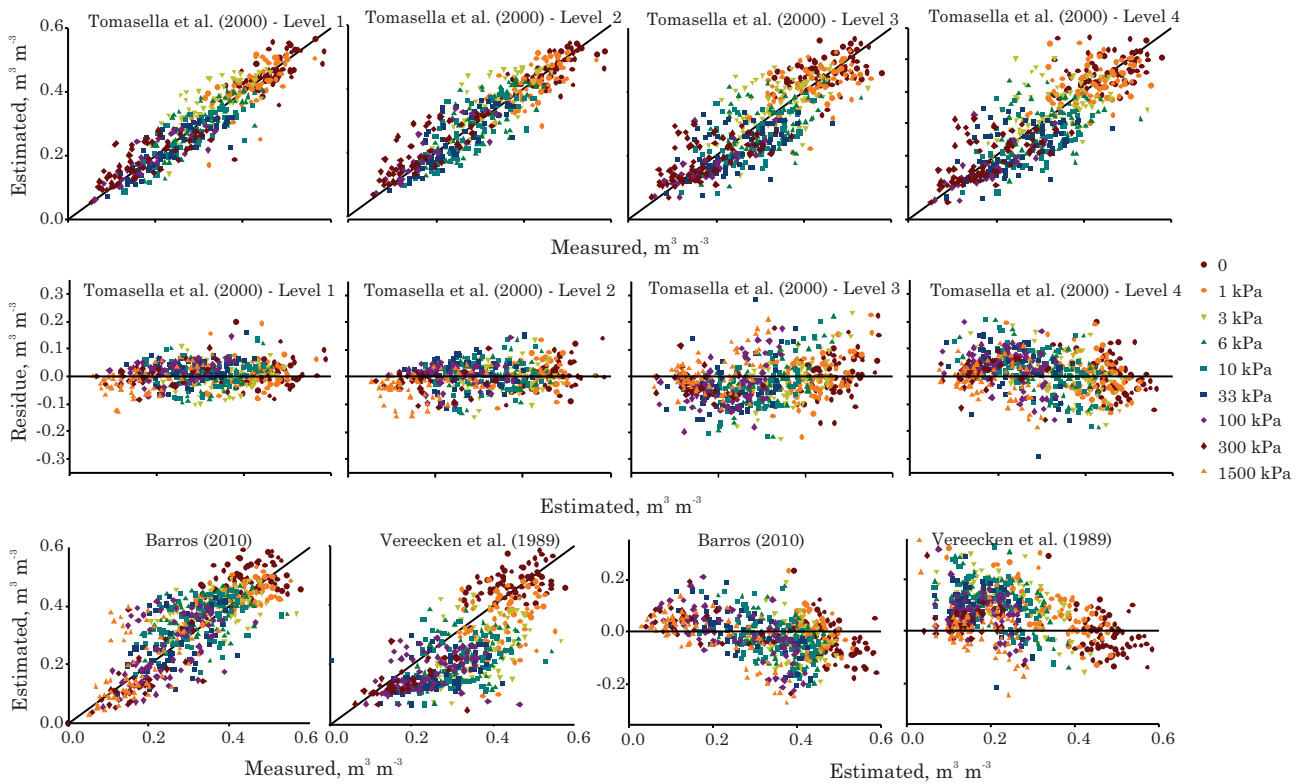 Tomasella et al. (2000) - Level 1
Tomasella et al. (2000) - Level 2
Tomasella et al. (2000) - Level 3
Tomasella et al. (2000) - Level 4
Estimated, m³ m⁻³
0.6
0.4
0.2
0.0
Measured, m³ m⁻³
Tomasella et al. (2000) - Level 1
Tomasella et al. (2000) - Level 2
Tomasella et al. (2000) - Level 3
Tomasella et al. (2000) - Level 4
Residue, m³ m⁻³
0.3
0.2
0.1
0.0
-0.1
-0.2
-0.3
Estimated, m³ m⁻³
0
1 kPa
3 kPa
6 kPa
10 kPa
33 kPa
100 kPa
300 kPa
1500 kPa
Barros (2010)
Vereecken et al. (1989)
Barros (2010)
Vereecken et al. (1989)
Estimated, m³ m⁻³
0.6
0.4
0.2
0.0
0.2
0.0
-0.2
0.0 0.2 0.4 0.6
0.2 0.4 0.6
0.0 0.2 0.4 0.6
0.0 0.2 0.4 0.6
Measured, m³ m⁻³
Estimated, m³ m⁻³